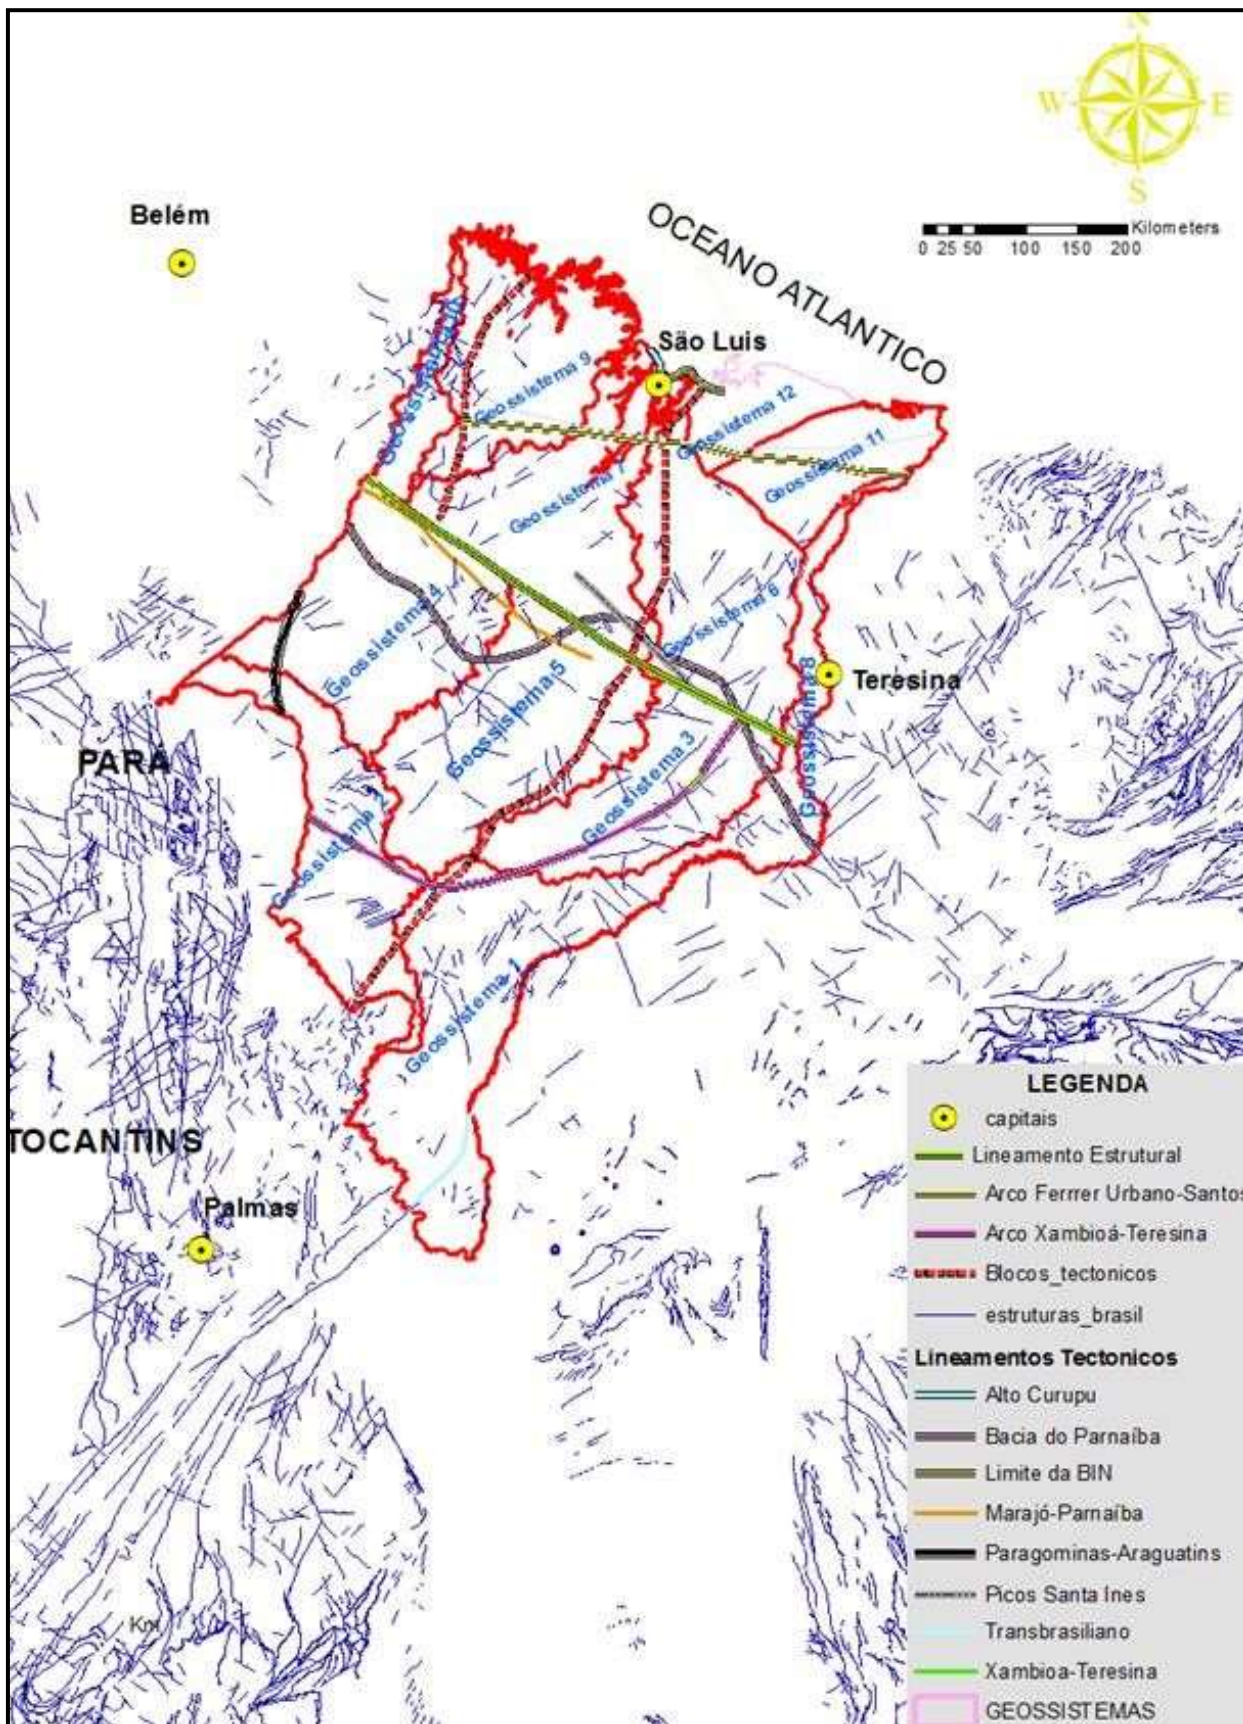 N
W
E
S
Kilometers
0 25 50 100 150 200
Belém
OCEANO ATLANTICO
São Luis
Geossistema 9
Geossistema 12
Geossistema 11
Geossistema
Geossistema 6
Geossistema 4
Geossistema 5
Geossistema 8
Teresina
Geossistema 3
PARA
Geossistema 2
Geossistema 1
TOCANTINS
Palmas
Km
LEGENDA
capitais
Lineamento Estrutural
Arco Ferrrer Urbano-Santos
Arco Xambioá-Teresina
Blocos_tectonicos
estruturas_brasil
Lineamentos Tectonicos
Alto Curupu
Bacia do Parnaíba
Limite da BIN
Marajó-Parnaíba
Paragominas-Araguatins
Picos Santa Ines
Transbrasiliano
Xambioa-Teresina
GEOSSISTEMAS